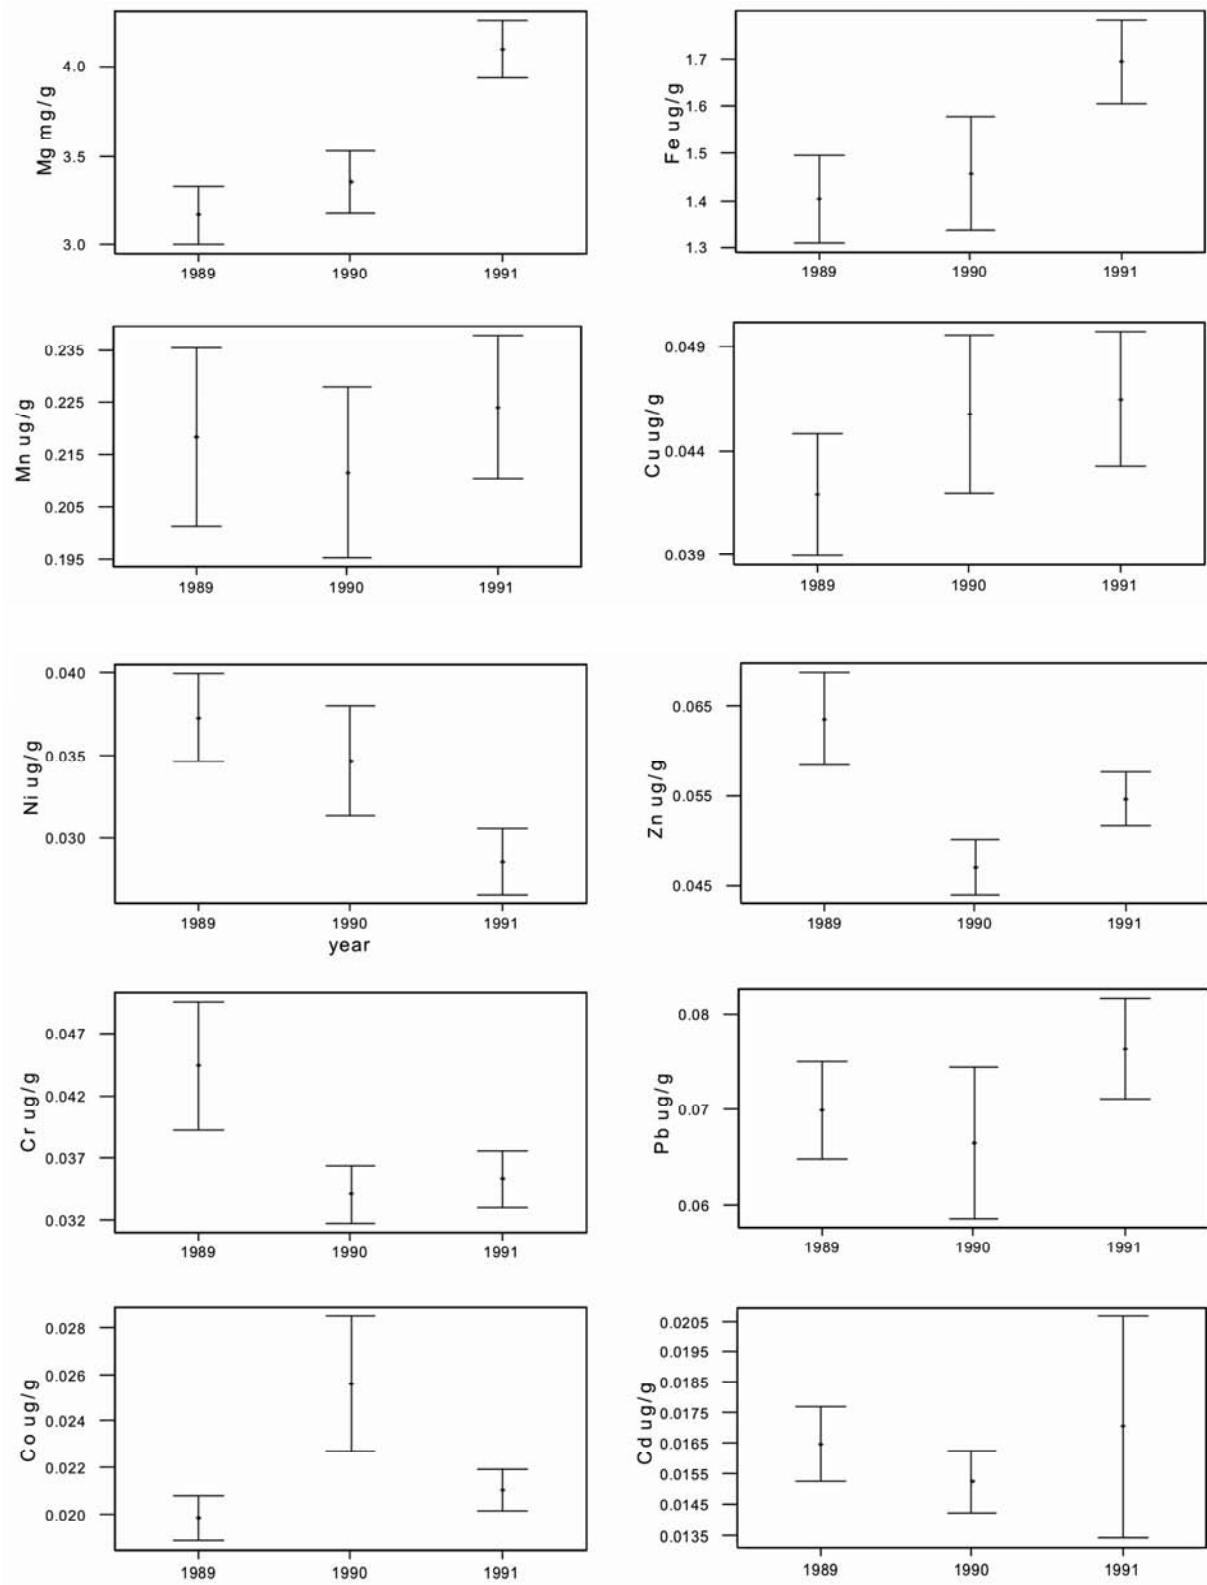 Mg mg/g
4.0
3.5
3.0
1989 1990 1991
Fe ug/g
1.7
1.6
1.5
1.4
1.3
1989 1990 1991
Mn ug/g
0.235
0.225
0.215
0.205
0.195
1989 1990 1991
Cu ug/g
0.049
0.044
0.039
1989 1990 1991
Ni ug/g
0.040
0.035
0.030
1989 1990 1991
year
Zn ug/g
0.065
0.055
0.045
1989 1990 1991
Cr ug/g
0.047
0.042
0.037
0.032
1989 1990 1991
Pb ug/g
0.08
0.07
0.06
1989 1990 1991
Co ug/g
0.028
0.026
0.024
0.022
0.020
1989 1990 1991
Cd ug/g
0.0205
0.0195
0.0185
0.0175
0.0165
0.0155
0.0145
0.0135
1989 1990 1991